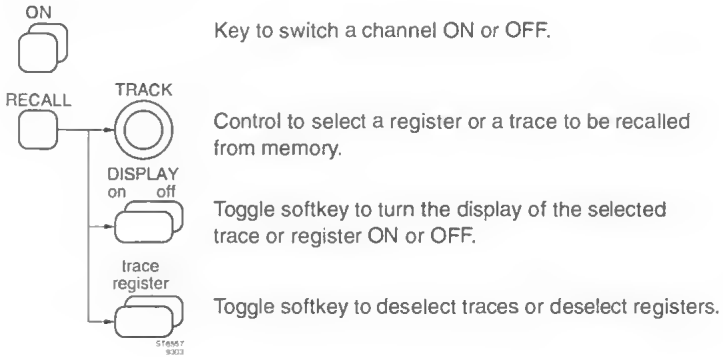 ON
Key to switch a channel ON or OFF.
RECALL
TRACK
Control to select a register or a trace to be recalled
from memory.
DISPLAY
on off
Toggle softkey to turn the display of the selected
trace or register ON or OFF.
trace
register
Toggle softkey to deselect traces or deselect registers.
ST6557
9303